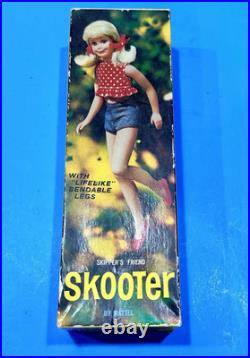 WITH
"LIFELIKE"
BENDABLE
LEGS
SKIPPER'S FRIEND
SKOOTER
BY MATTEL